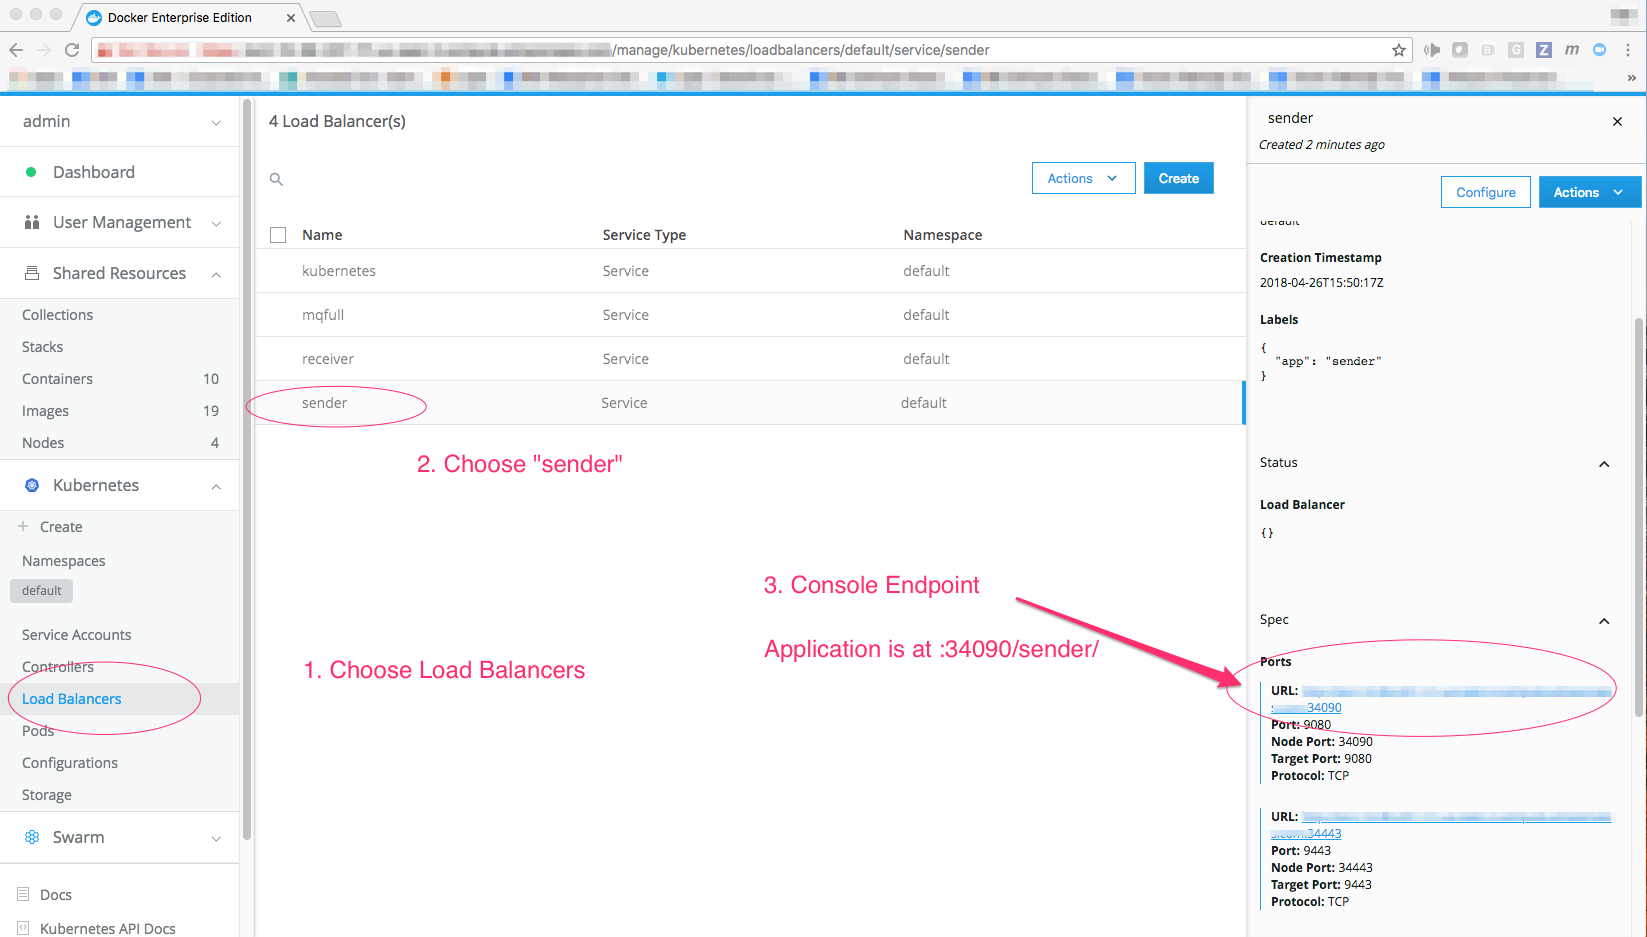 Docker Enterprise Edition
/manage/kubernetes/loadbalancers/default/service/sender
admin
Dashboard
User Management
Shared Resources
Collections
Stacks
Containers 10
Images 19
Nodes 4
Kubernetes
Create
Namespaces
default
Service Accounts
Controllers
Load Balancers
Pods
Configurations
Storage
Swarm
Docs
Kubernetes API Docs
4 Load Balancer(s)
Actions
Create
Name Service Type Namespace
kubernetes Service default
mqfull Service default
receiver Service default
sender Service default
2. Choose "sender"
3. Console Endpoint
Application is at :34090/sender/
1. Choose Load Balancers
sender
Created 2 minutes ago
Configure
Actions
default
Creation Timestamp
2018-04-26T15:50:17Z
Labels
{
"app": "sender"
}
Status
Load Balancer
{}
Spec
Ports
URL:
:34090
Port: 9080
Node Port: 34090
Target Port: 9080
Protocol: TCP
URL:
:34443
Port: 9443
Node Port: 34443
Target Port: 9443
Protocol: TCP